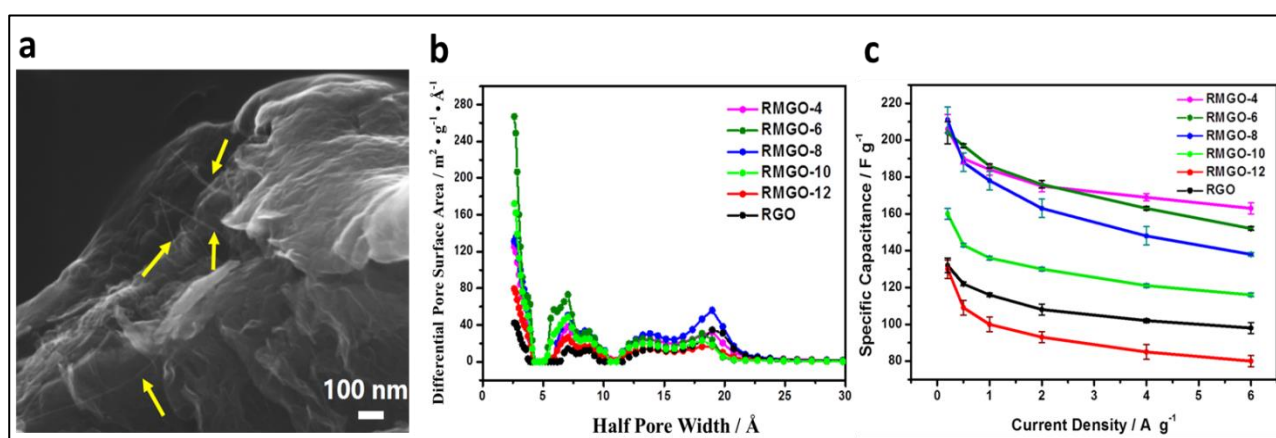 a
100 nm
b
Differential Pore Surface Area / m² • g⁻¹ • Å⁻¹
280
240
200
160
120
80
40
0
0 5 10 15 20 25 30
Half Pore Width / Å
RMGO-4
RMGO-6
RMGO-8
RMGO-10
RMGO-12
RGO
c
Specific Capacitance / F g⁻¹
220
200
180
160
140
120
100
80
0 1 2 3 4 5 6
Current Density / A g⁻¹
RMGO-4
RMGO-6
RMGO-8
RMGO-10
RMGO-12
RGO